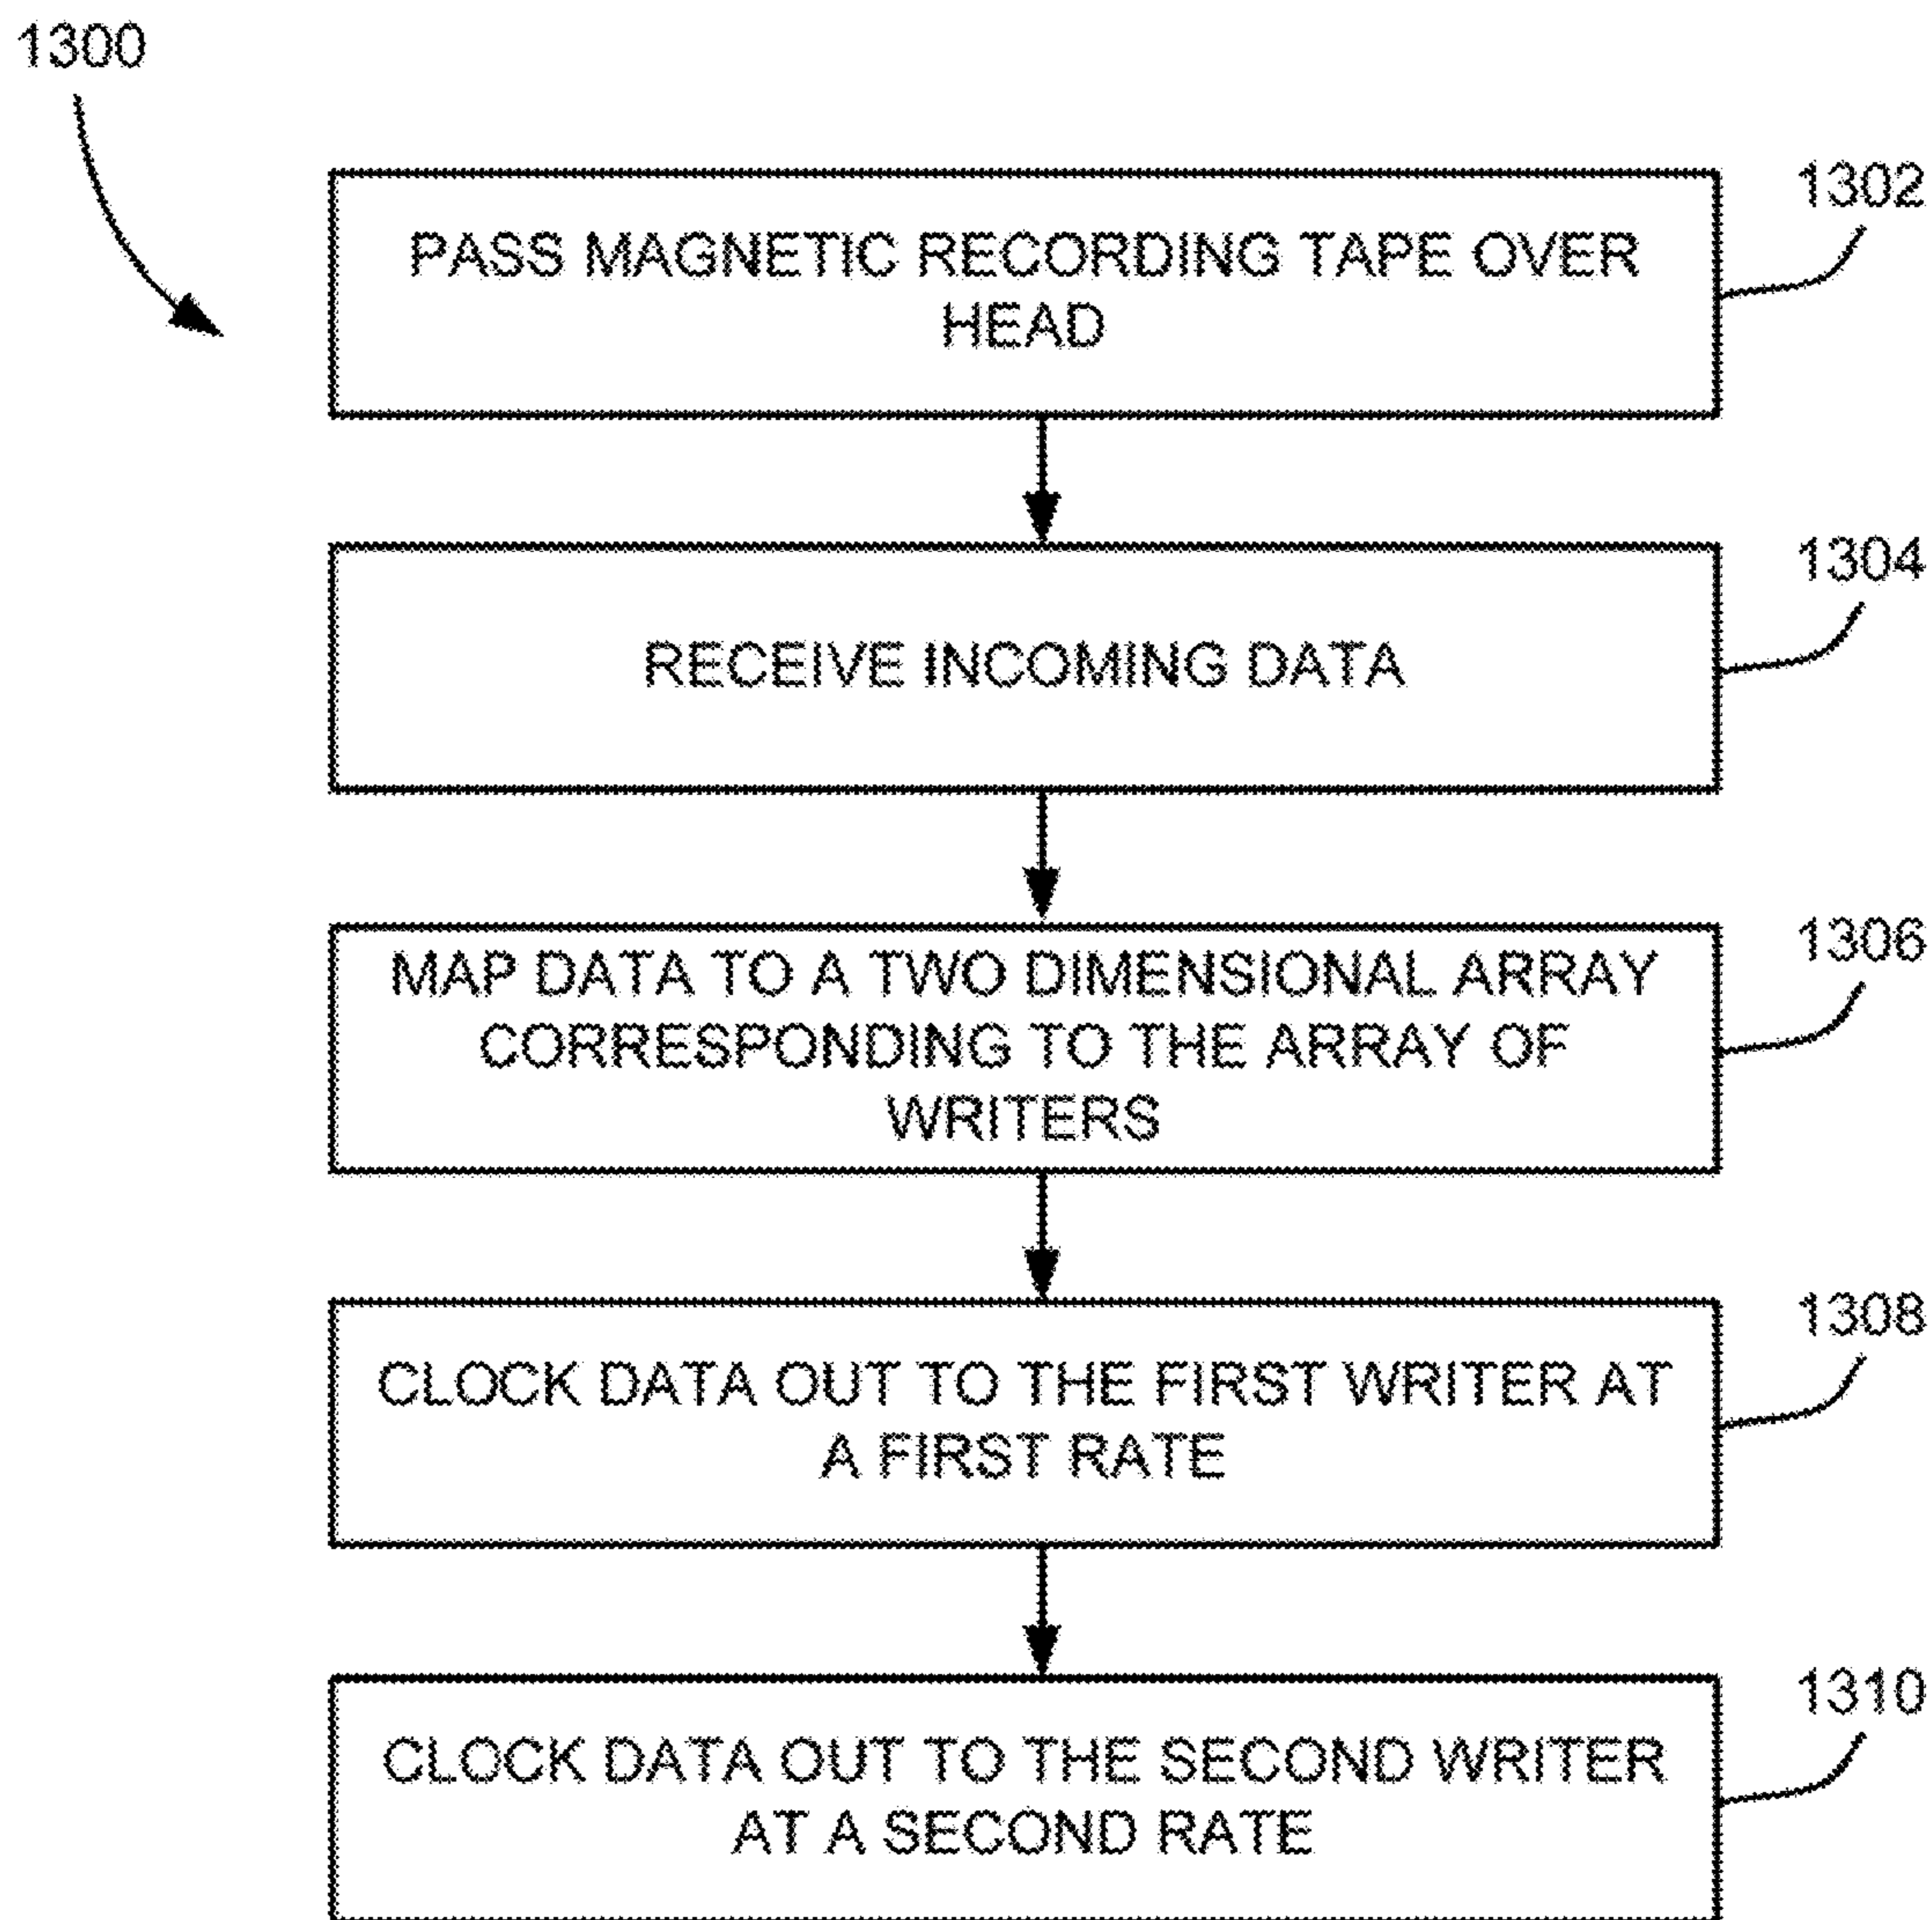 1300
1302
PASS MAGNETIC RECORDING TAPE OVER
HEAD
1304
RECEIVE INCOMING DATA
1306
MAP DATA TO A TWO DIMENSIONAL ARRAY
CORRESPONDING TO THE ARRAY OF
WRITERS
1308
CLOCK DATA OUT TO THE FIRST WRITER AT
A FIRST RATE
1310
CLOCK DATA OUT TO THE SECOND WRITER
AT A SECOND RATE